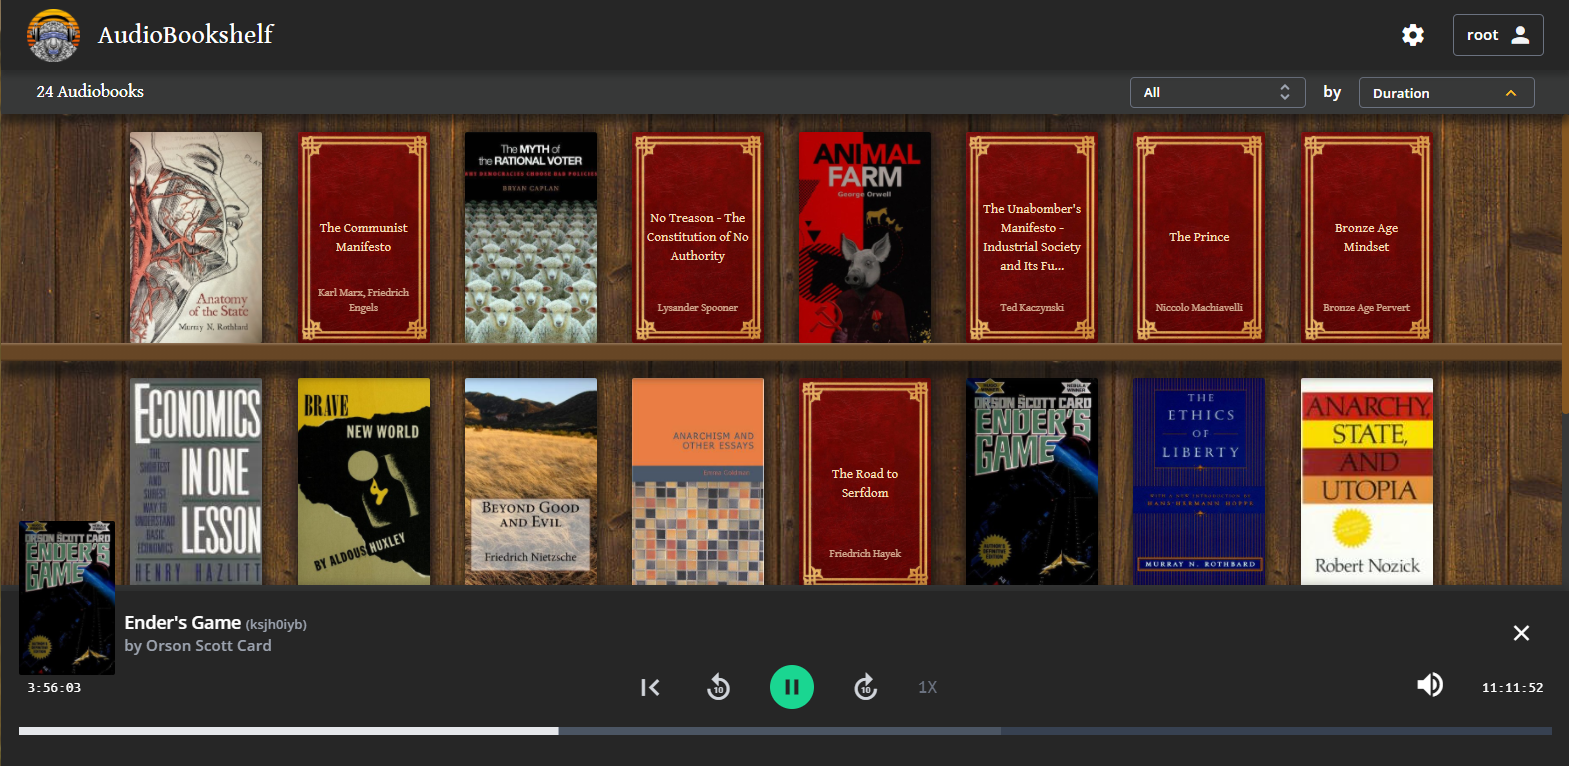 AudioBookshelf
root
24 Audiobooks
All
by
Duration
Anatomy
of the State
Murray N. Rothbard
The Communist
Manifesto
Karl Marx, Friedrich
Engels
The MYTH of
the RATIONAL VOTER
WHY DEMOCRACIES CHOOSE BAD POLICIES
BRYAN CAPLAN
No Treason - The
Constitution of No
Authority
Lysander Spooner
ANIMAL
FARM
George Orwell
The Unabomber's
Manifesto -
Industrial Society
and Its Fu...
Ted Kaczynski
The Prince
Niccolo Machiavelli
Bronze Age
Mindset
Bronze Age Pervert
ECONOMICS
THE
SHORTEST
AND
SUREST
WAY TO
UNDERSTAND
BASIC
ECONOMICS
IN ONE
LESSON
HENRY HAZLITT
BRAVE
NEW WORLD
BY ALDOUS HUXLEY
BEYOND GOOD
AND EVIL
Friedrich Nietzsche
ANARCHISM AND
OTHER ESSAYS
Emma Goldman
The Road to
Serfdom
Friedrich Hayek
ORSON SCOTT CARD
ENDER'S
GAME
THE
ETHICS
OF
LIBERTY
WITH A NEW INTRODUCTION BY
HANS-HERMANN HOPPE
MURRAY N. ROTHBARD
ANARCHY,
STATE,
AND
UTOPIA
Robert Nozick
ORSON SCOTT CARD
ENDER'S
GAME
Ender's Game (ksjh0iyb)
by Orson Scott Card
3:56:03
10
10
1X
11:11:52